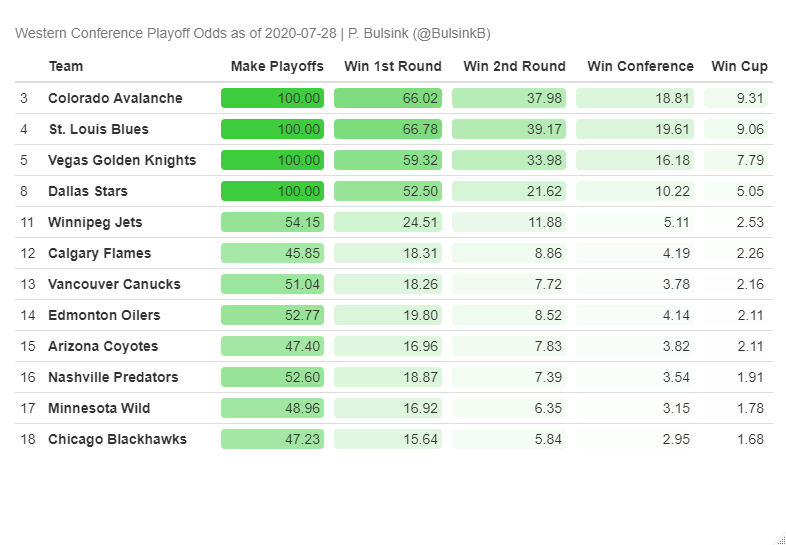 Western Conference Playoff Odds as of 2020-07-28 | P. Bulsink (@BulsinkB)
Team Make Playoffs Win 1st Round Win 2nd Round Win Conference Win Cup
3 Colorado Avalanche 100.00 66.02 37.98 18.81 9.31
4 St. Louis Blues 100.00 66.78 39.17 19.61 9.06
5 Vegas Golden Knights 100.00 59.32 33.98 16.18 7.79
8 Dallas Stars 100.00 52.50 21.62 10.22 5.05
11 Winnipeg Jets 54.15 24.51 11.88 5.11 2.53
12 Calgary Flames 45.85 18.31 8.86 4.19 2.26
13 Vancouver Canucks 51.04 18.26 7.72 3.78 2.16
14 Edmonton Oilers 52.77 19.80 8.52 4.14 2.11
15 Arizona Coyotes 47.40 16.96 7.83 3.82 2.11
16 Nashville Predators 52.60 18.87 7.39 3.54 1.91
17 Minnesota Wild 48.96 16.92 6.35 3.15 1.78
18 Chicago Blackhawks 47.23 15.64 5.84 2.95 1.68